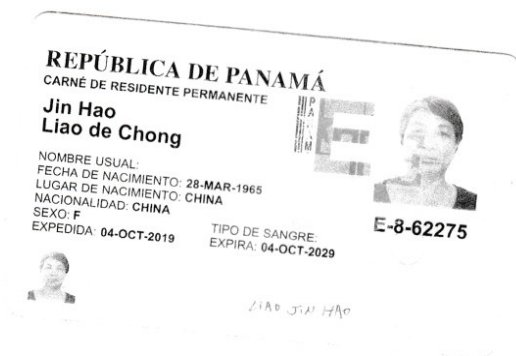 REPÚBLICA DE PANAMÁ
CARNÉ DE RESIDENTE PERMANENTE
Jin Hao
Liao de Chong
NOMBRE USUAL:
FECHA DE NACIMIENTO: 28-MAR-1965
LUGAR DE NACIMIENTO: CHINA
NACIONALIDAD: CHINA
SEXO: F
TIPO DE SANGRE:
EXPEDIDA: 04-OCT-2019
EXPIRA: 04-OCT-2029
E-8-62275
E
LIAO JIN HAO